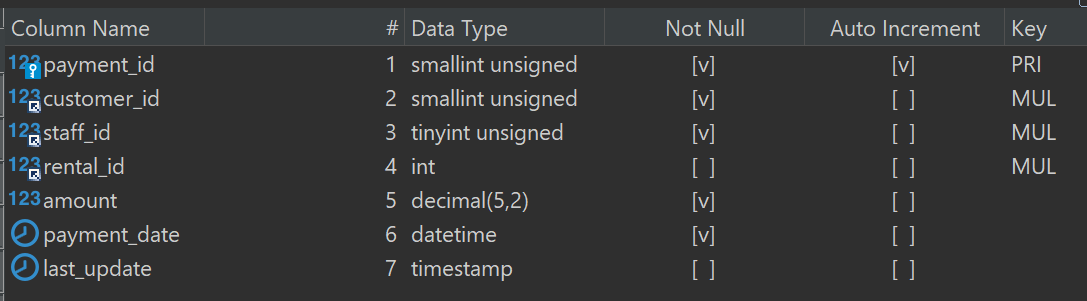 Column Name # Data Type Not Null Auto Increment Key
123 payment_id 1 smallint unsigned [v] [v] PRI
123 customer_id 2 smallint unsigned [v] [ ] MUL
123 staff_id 3 tinyint unsigned [v] [ ] MUL
123 rental_id 4 int [ ] [ ] MUL
123 amount 5 decimal(5,2) [v] [ ]
payment_date 6 datetime [v] [ ]
last_update 7 timestamp [ ] [ ]